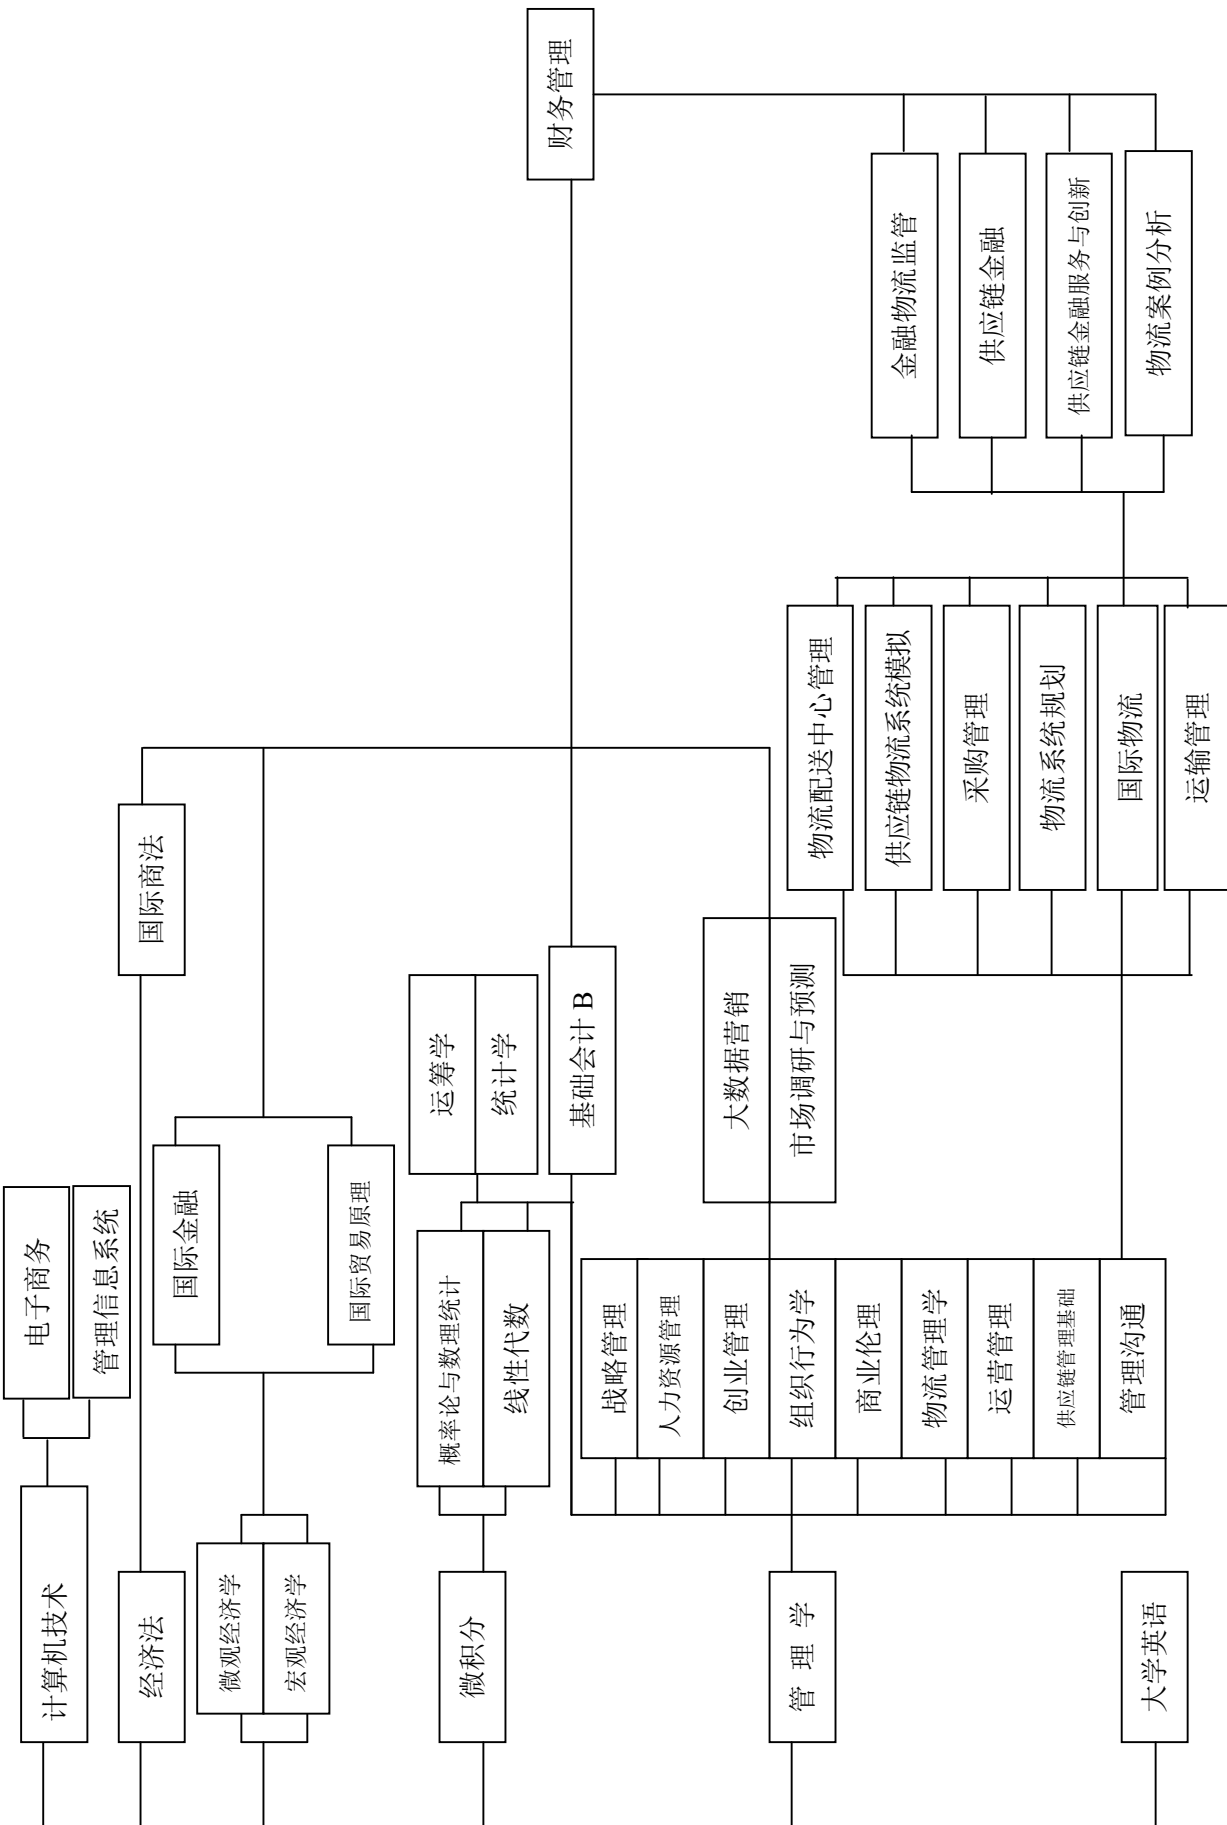 计算机技术
电子商务
管理信息系统
经济法
国际商法
微观经济学
宏观经济学
国际金融
国际贸易原理
微积分
概率论与数理统计
线性代数
运筹学
统计学
基础会计 B
财务管理
管 理 学
战略管理
人力资源管理
创业管理
组织行为学
商业伦理
物流管理学
运营管理
供应链管理基础
管理沟通
大数据营销
市场调研与预测
物流配送中心管理
供应链物流系统模拟
采购管理
物流系统规划
国际物流
运输管理
金融物流监管
供应链金融
供应链金融服务与创新
物流案例分析
大学英语